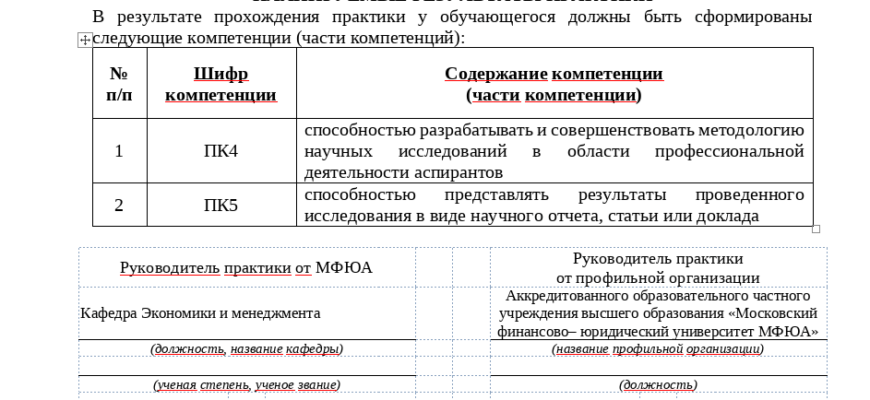 В результате прохождения практики у обучающегося должны быть сформированы
следующие компетенции (части компетенций):
№ п/п
Шифр компетенции
Содержание компетенции
(части компетенции)
1
ПК4
способностью разрабатывать и совершенствовать методологию
научных исследований в области профессиональной
деятельности аспирантов
2
ПК5
способностью представлять результаты проведенного
исследования в виде научного отчета, статьи или доклада
Руководитель практики от МФЮА
Руководитель практики
от профильной организации
Кафедра Экономики и менеджмента
Аккредитованного образовательного частного
учреждения высшего образования «Московский
финансово– юридический университет МФЮА»
(должность, название кафедры)
(название профильной организации)
(ученая степень, ученое звание)
(должность)